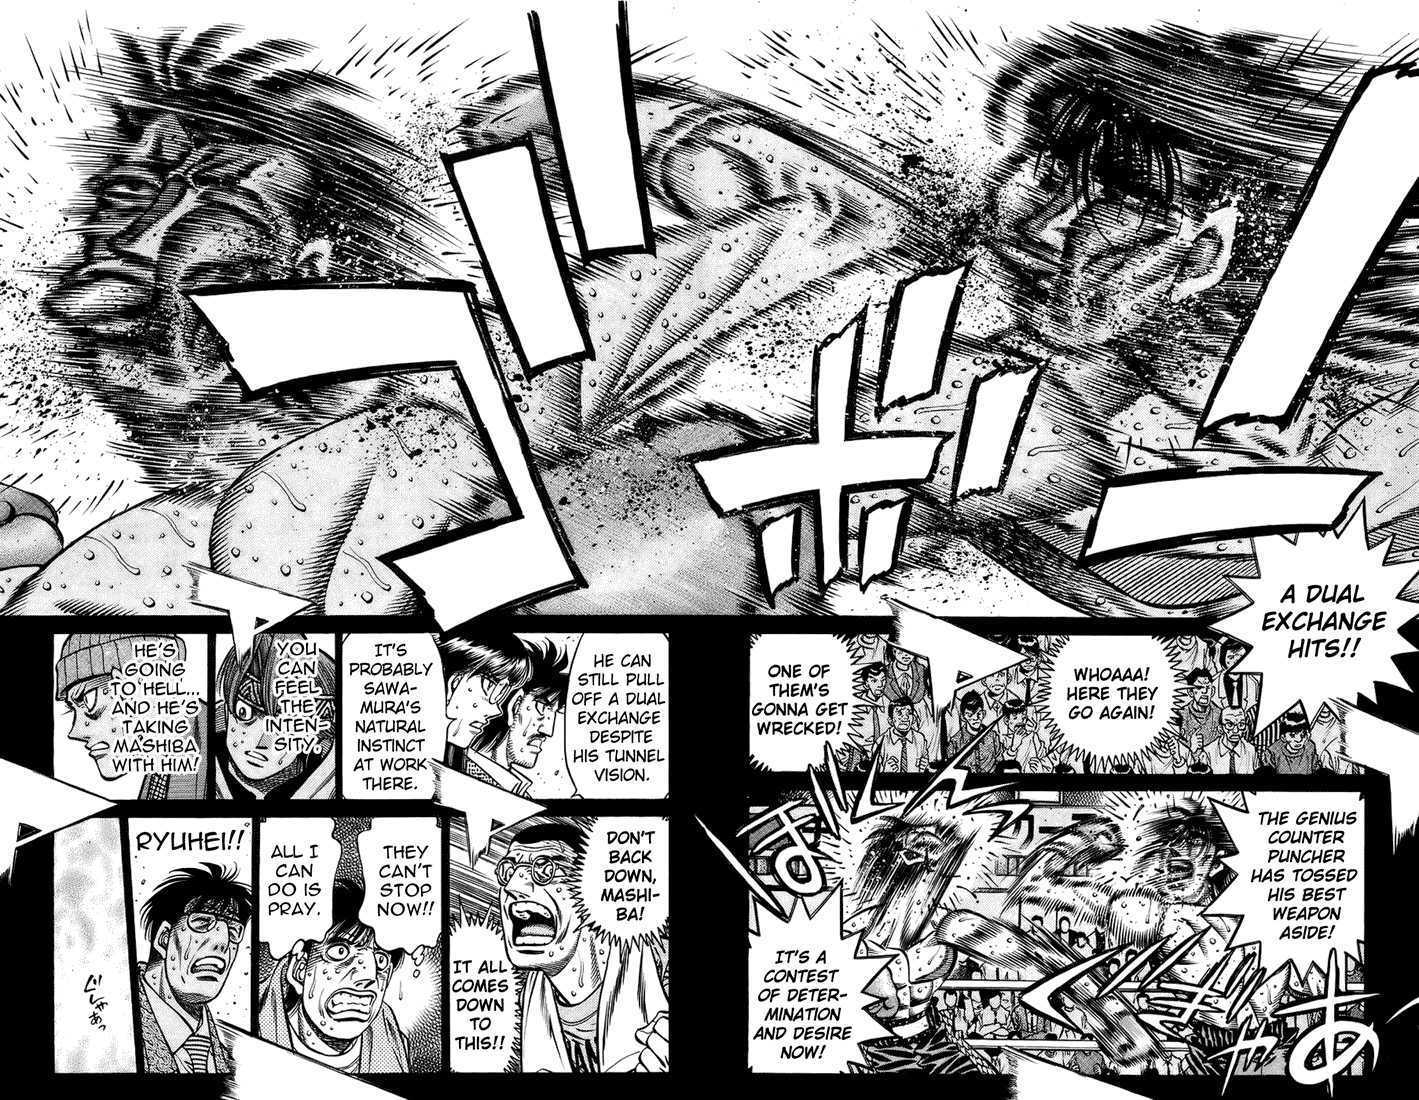 A DUAL
EXCHANGE
HITS!!
WHOAAA!
HERE THEY
GO AGAIN!
ONE OF
THEM'S
GONNA GET
WRECKED!
THE GENIUS
COUNTER
PUNCHER
HAS TOSSED
HIS BEST
WEAPON
ASIDE!
IT'S A
CONTEST
OF DETER-
MINATION
AND DESIRE
NOW!
HE CAN
STILL PULL
OFF A DUAL
EXCHANGE
DESPITE
HIS TUNNEL
VISION.
IT'S
PROBABLY
SAWA-
MURA'S
NATURAL
INSTINCT
AT WORK
THERE.
YOU
CAN
FEEL
THE
INTEN-
SITY.
HE'S
GOING
TO HELL...
AND HE'S
TAKING
MASHIBA
WITH HIM!
DON'T
BACK
DOWN,
MASHI-
BA!
IT ALL
COMES
DOWN
TO
THIS!!
THEY
CAN'T
STOP
NOW!!
ALL I
CAN
DO IS
PRAY.
RYUHEI!!